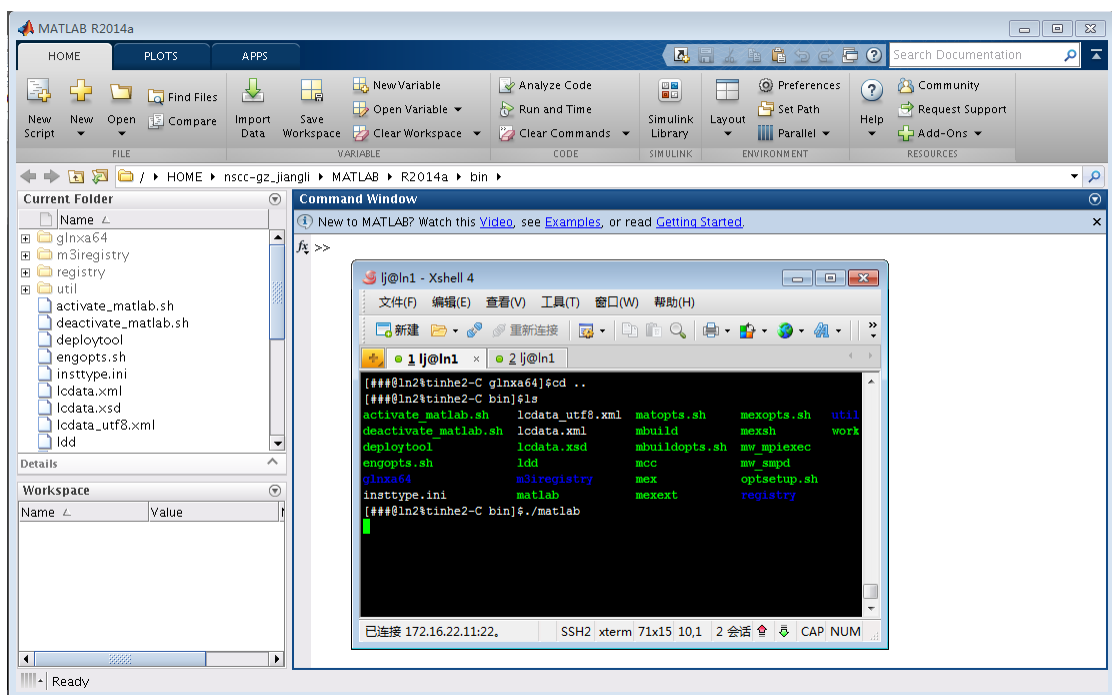 MATLAB R2014a
HOME PLOTS APPS
Search Documentation
New Script
New
Open
Find Files
Compare
FILE
Import Data
Save Workspace
New Variable
Open Variable
Clear Workspace
VARIABLE
Analyze Code
Run and Time
Clear Commands
CODE
Simulink Library
SIMULINK
Layout
Preferences
Set Path
Parallel
ENVIRONMENT
Help
Community
Request Support
Add-Ons
RESOURCES
/ HOME nscc-gz_jiangli MATLAB R2014a bin
Current Folder
Name
glnxa64
m3iregistry
registry
util
activate_matlab.sh
deactivate_matlab.sh
deploytool
engopts.sh
insttype.ini
lcdata.xml
lcdata.xsd
lcdata_utf8.xml
ldd
Details
Workspace
Name Value
Command Window
New to MATLAB? Watch this Video, see Examples, or read Getting Started.
fx >>
lj@ln1 - Xshell 4
文件(F) 编辑(E) 查看(V) 工具(T) 窗口(W) 帮助(H)
新建 重新连接
1 lj@ln1 × 2 lj@ln1
[###@ln2%tinhe2-C glnxa64]$cd ..
[###@ln2%tinhe2-C bin]$ls
activate_matlab.sh lcdata_utf8.xml matopts.sh mexopts.sh util
deactivate_matlab.sh lcdata.xml mbuild mexsh work
deploytool lcdata.xsd mbuildopts.sh mw_mpiexec
engopts.sh ldd mcc mw_smpd
glnxa64 m3iregistry mex optsetup.sh
insttype.ini matlab mexext registry
[###@ln2%tinhe2-C bin]$./matlab
已连接 172.16.22.11:22。 SSH2 xterm 71x15 10,1 2 会话 CAP NUM
Ready